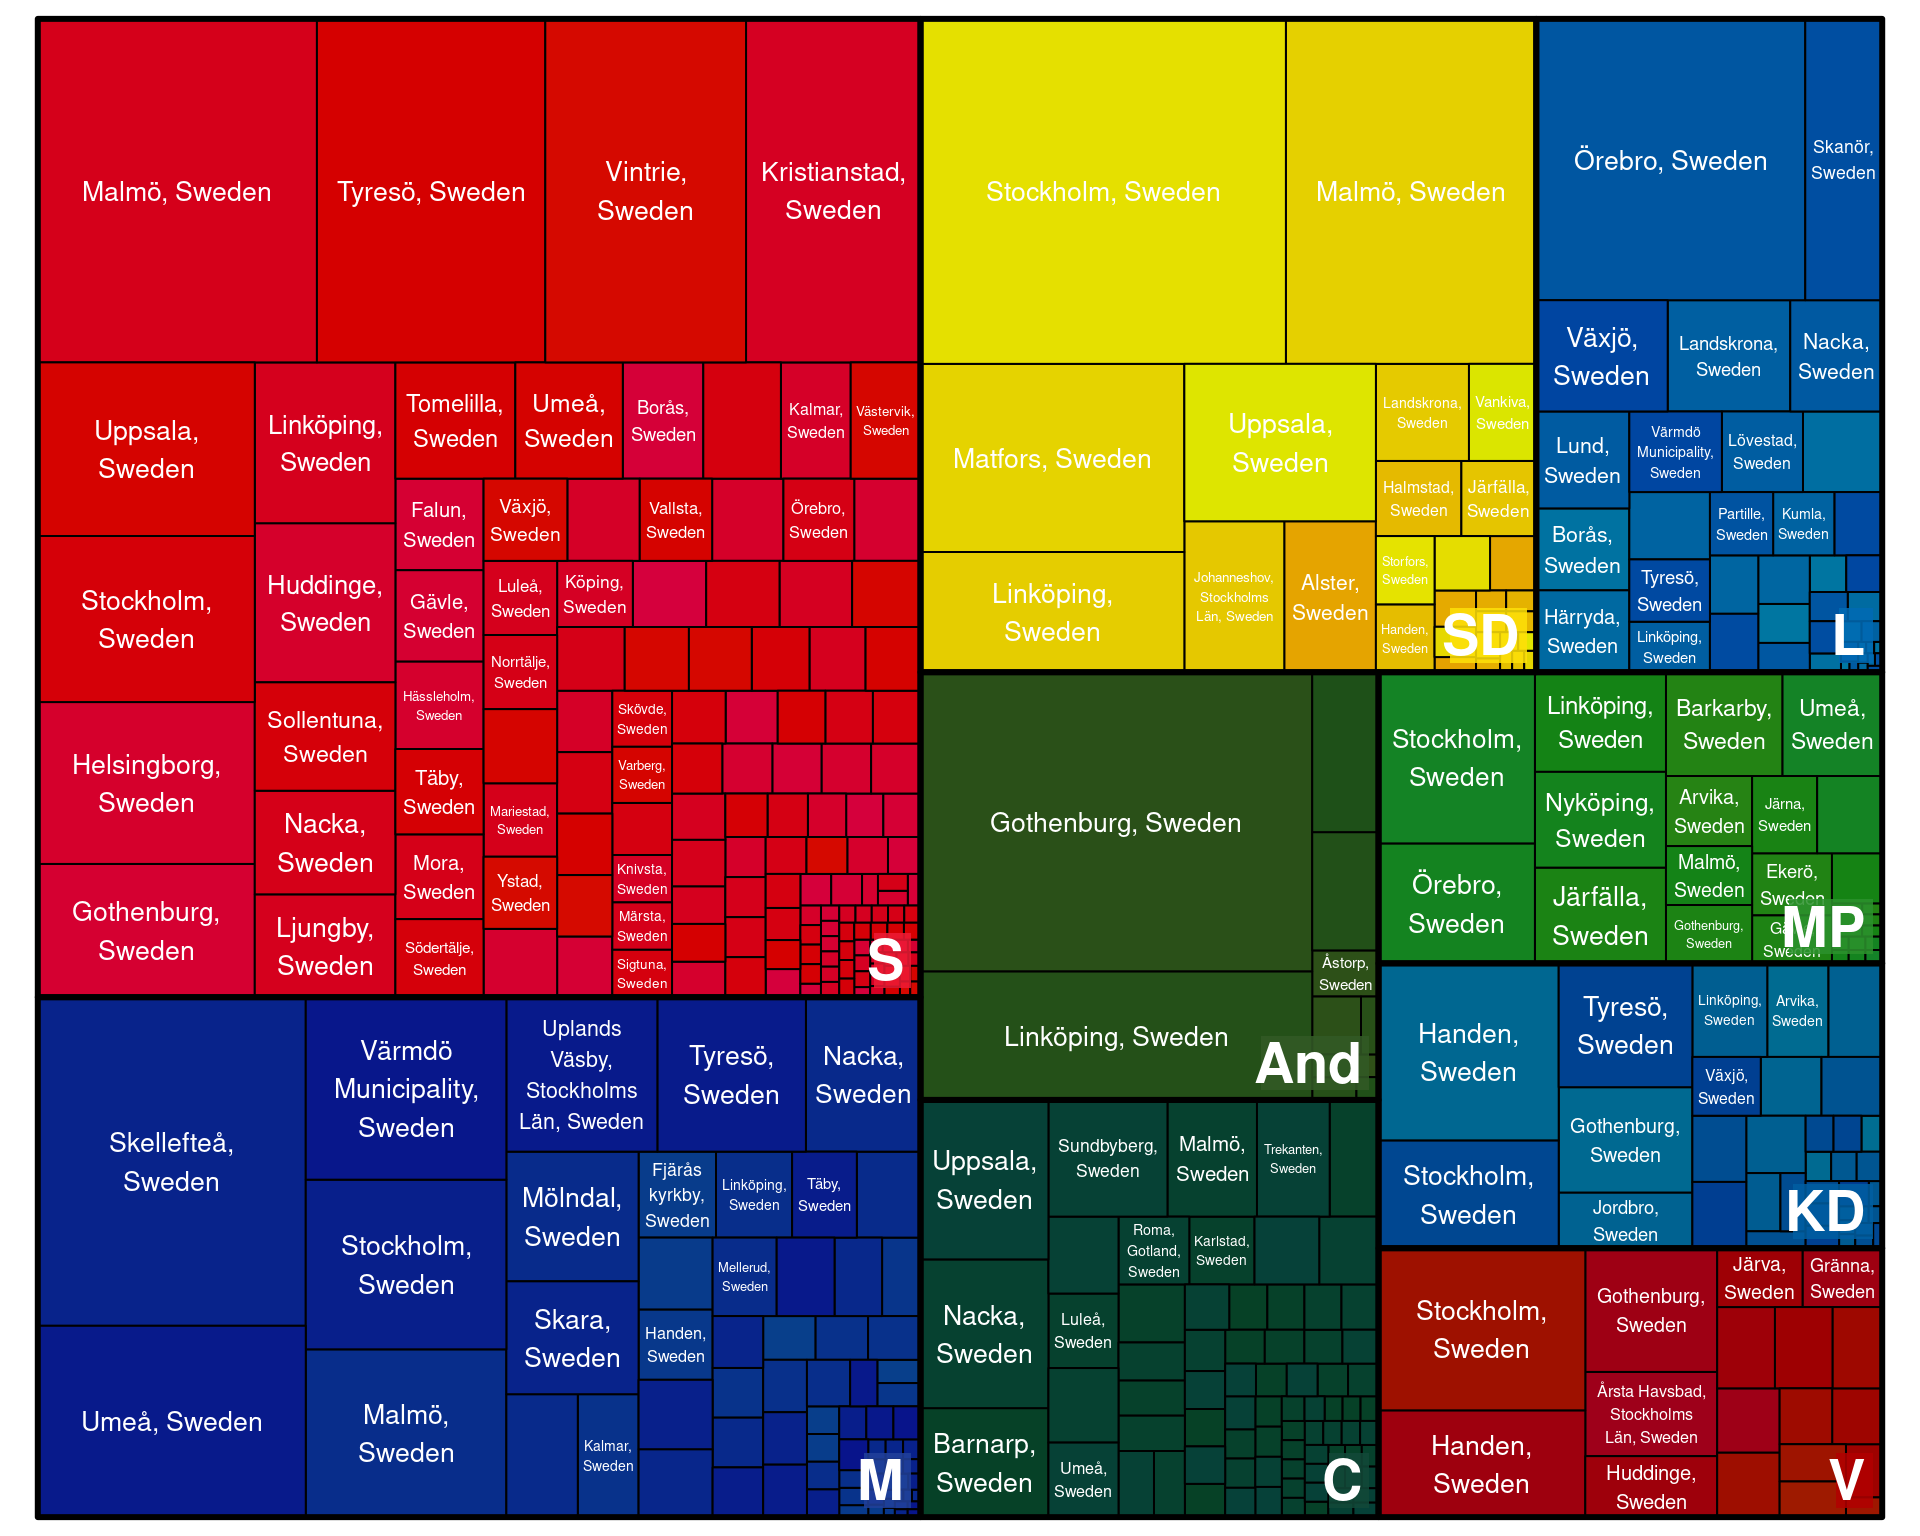 Malmö, Sweden
Tyresö, Sweden
Vintrie,
Sweden
Kristianstad,
Sweden
Uppsala,
Sweden
Stockholm,
Sweden
Helsingborg,
Sweden
Gothenburg,
Sweden
Linköping,
Sweden
Huddinge,
Sweden
Sollentuna,
Sweden
Nacka,
Sweden
Ljungby,
Sweden
Tomelilla,
Sweden
Umeå,
Sweden
Borås,
Sweden
Kalmar,
Sweden
Västervik,
Sweden
Falun,
Sweden
Gävle,
Sweden
Hässleholm,
Sweden
Täby,
Sweden
Mora,
Sweden
Södertälje,
Sweden
Växjö,
Sweden
Vallsta,
Sweden
Örebro,
Sweden
Luleå,
Sweden
Köping,
Sweden
Norrtälje,
Sweden
Mariestad,
Sweden
Ystad,
Sweden
Skövde,
Sweden
Varberg,
Sweden
Knivsta,
Sweden
Märsta,
Sweden
Sigtuna,
Sweden
S
Skellefteå,
Sweden
Umeå, Sweden
Värmdö
Municipality,
Sweden
Stockholm,
Sweden
Malmö,
Sweden
Uplands
Väsby,
Stockholms
Län, Sweden
Tyresö,
Sweden
Nacka,
Sweden
Mölndal,
Sweden
Skara,
Sweden
Kalmar,
Sweden
Fjärås
kyrkby,
Sweden
Linköping,
Sweden
Täby,
Sweden
Mellerud,
Sweden
Handen,
Sweden
M
Stockholm, Sweden
Malmö, Sweden
Matfors, Sweden
Linköping,
Sweden
Uppsala,
Sweden
Johanneshov,
Stockholms
Län, Sweden
Alster,
Sweden
Landskrona,
Sweden
Vankiva,
Sweden
Halmstad,
Sweden
Järfälla,
Sweden
Storfors,
Sweden
Handen,
Sweden
SD
Gothenburg, Sweden
Linköping, Sweden
Åstorp,
Sweden
And
Uppsala,
Sweden
Nacka,
Sweden
Barnarp,
Sweden
Sundbyberg,
Sweden
Malmö,
Sweden
Trekanten,
Sweden
Roma,
Gotland,
Sweden
Karlstad,
Sweden
Luleå,
Sweden
Umeå,
Sweden
C
Örebro, Sweden
Skanör,
Sweden
Växjö,
Sweden
Landskrona,
Sweden
Nacka,
Sweden
Lund,
Sweden
Borås,
Sweden
Härryda,
Sweden
Värmdö
Municipality,
Sweden
Lövestad,
Sweden
Partille,
Sweden
Kumla,
Sweden
Tyresö,
Sweden
Linköping,
Sweden
L
Stockholm,
Sweden
Örebro,
Sweden
Linköping,
Sweden
Nyköping,
Sweden
Järfälla,
Sweden
Barkarby,
Sweden
Umeå,
Sweden
Arvika,
Sweden
Järna,
Sweden
Malmö,
Sweden
Gothenburg,
Sweden
Ekerö,
Sweden
Sweden
MP
Handen,
Sweden
Stockholm,
Sweden
Tyresö,
Sweden
Gothenburg,
Sweden
Jordbro,
Sweden
Linköping,
Sweden
Arvika,
Sweden
Växjö,
Sweden
KD
Stockholm,
Sweden
Handen,
Sweden
Gothenburg,
Sweden
Årsta Havsbad,
Stockholms
Län, Sweden
Huddinge,
Sweden
Järva,
Sweden
Gränna,
Sweden
V